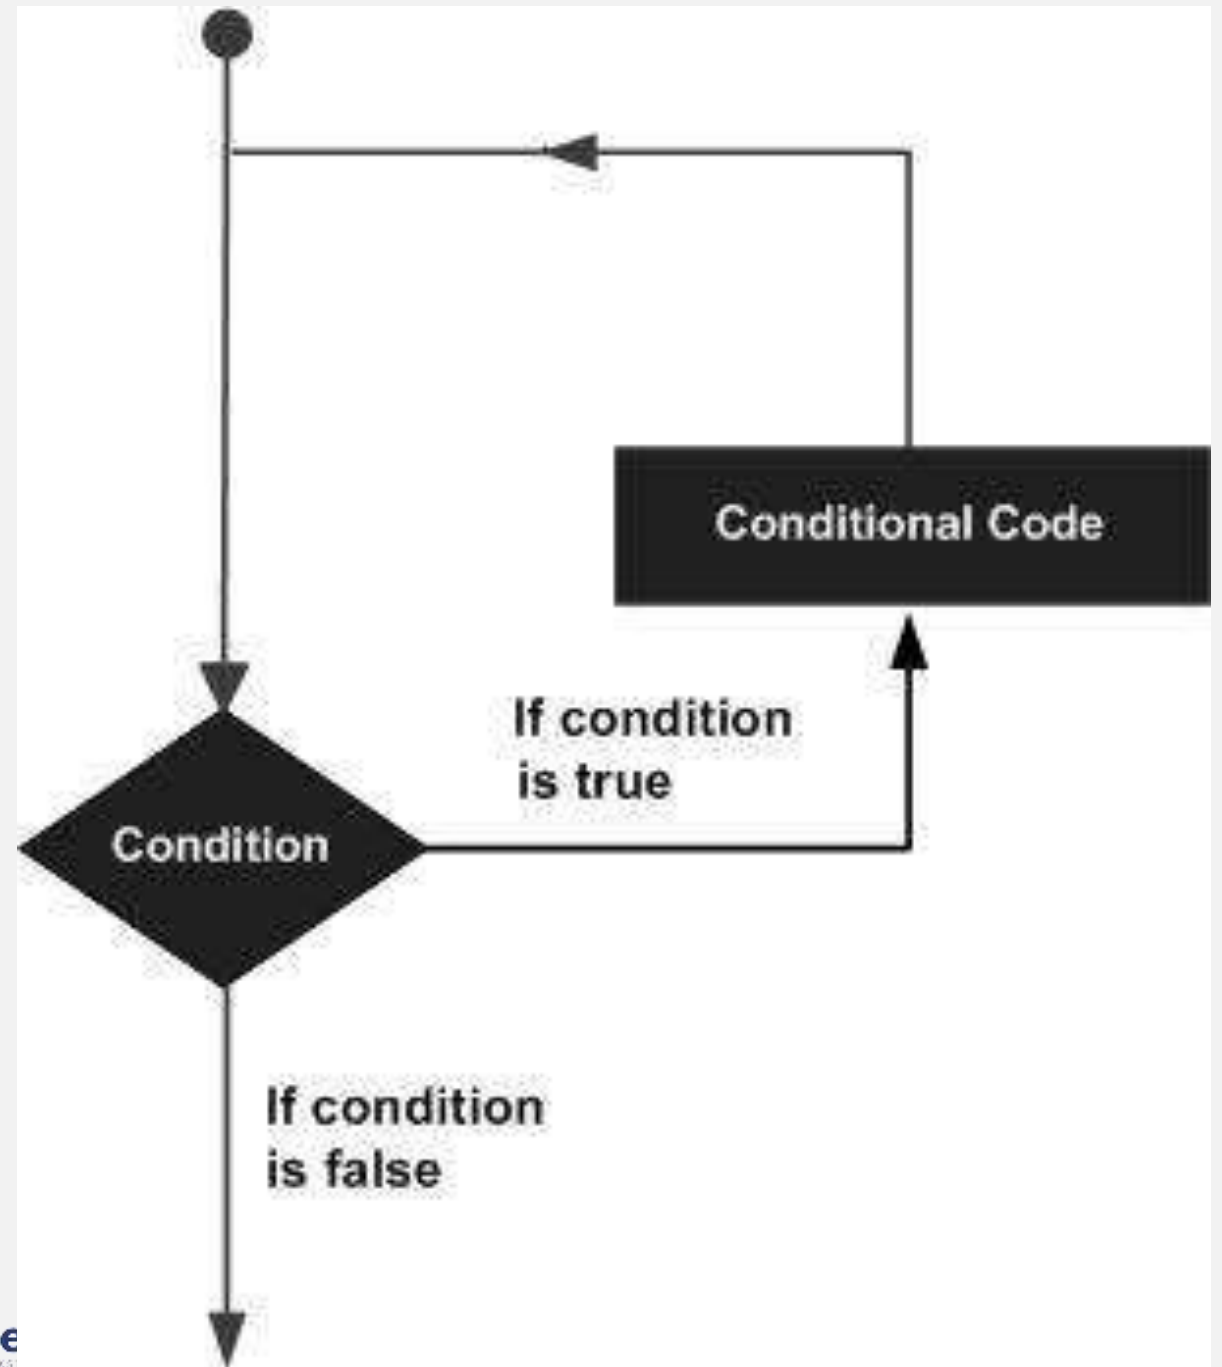 Conditional Code
If condition
is true
Condition
If condition
is false
e